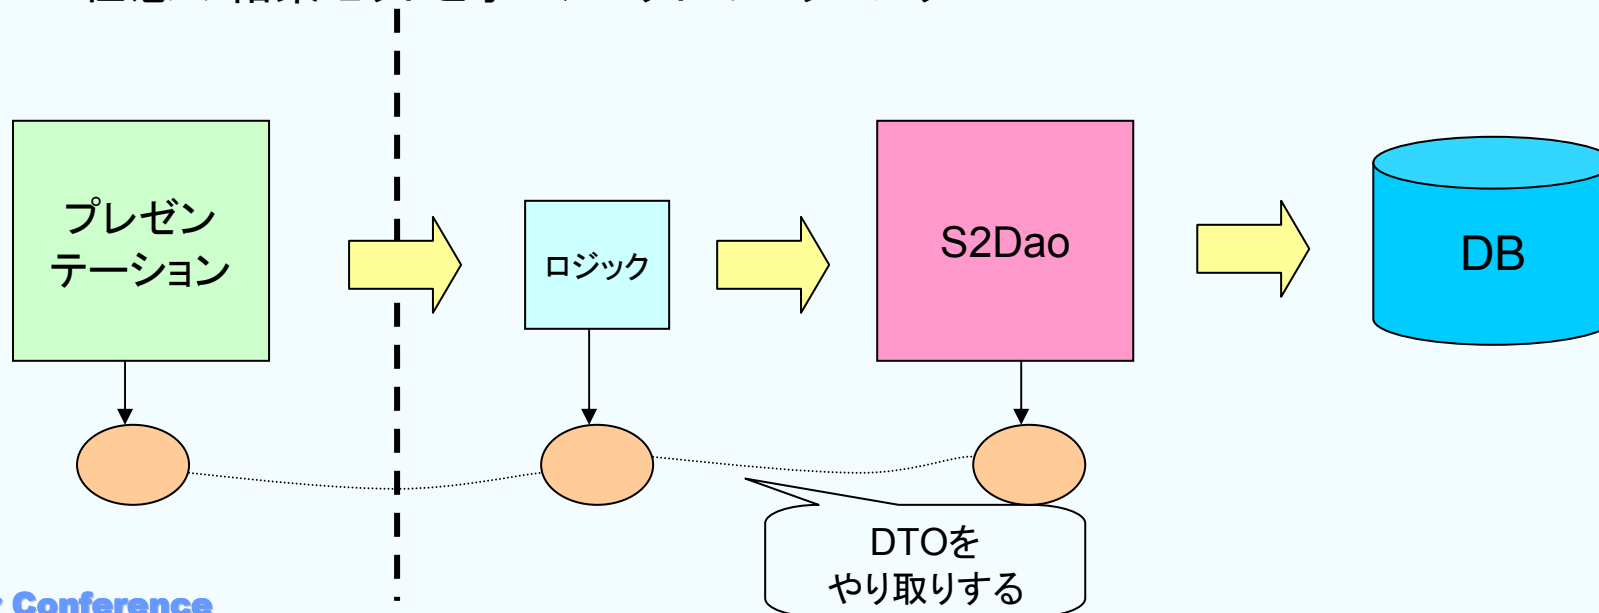 プレゼン
テーション
ロジック
S2Dao
DB
DTOを
やり取りする
Conference